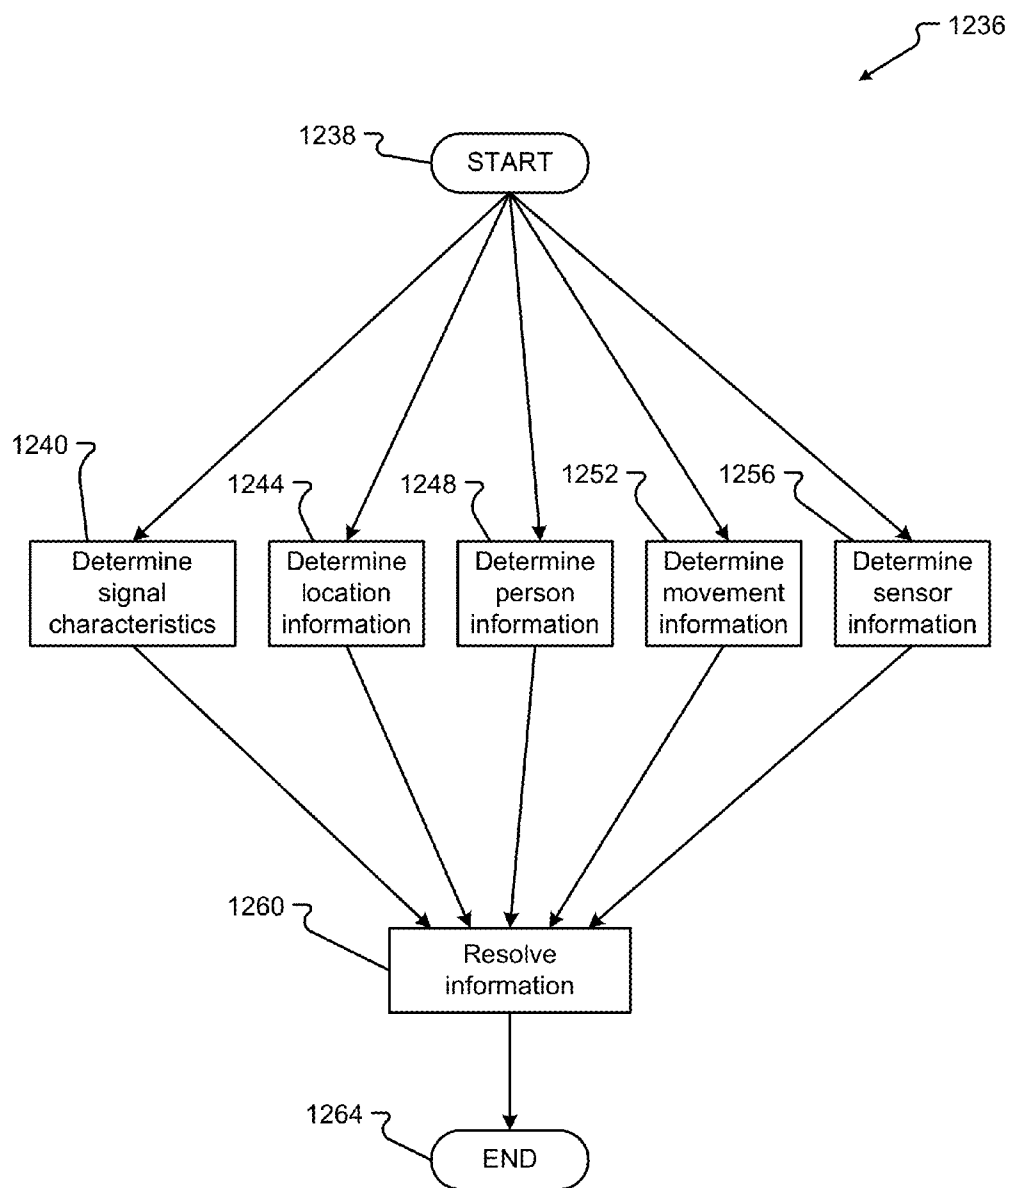 1236
1238
START
1240
1244
1248
1252
1256
Determine
signal
characteristics
Determine
location
information
Determine
person
information
Determine
movement
information
Determine
sensor
information
1260
Resolve
information
1264
END